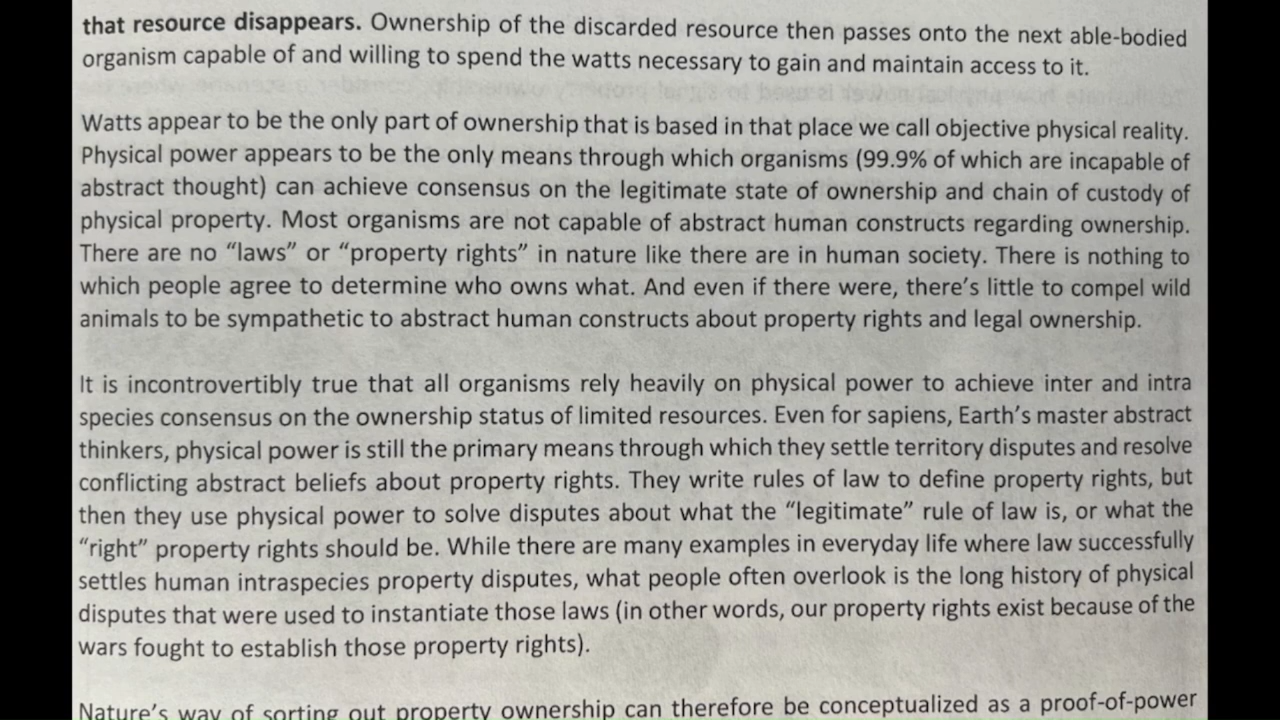 that resource disappears. Ownership of the discarded resource then passes onto the next able-bodied
organism capable of and willing to spend the watts necessary to gain and maintain access to it.
Watts appear to be the only part of ownership that is based in that place we call objective physical reality.
Physical power appears to be the only means through which organisms (99.9% of which are incapable of
abstract thought) can achieve consensus on the legitimate state of ownership and chain of custody of
physical property. Most organisms are not capable of abstract human constructs regarding ownership.
There are no “laws” or “property rights” in nature like there are in human society. There is nothing to
which people agree to determine who owns what. And even if there were, there’s little to compel wild
animals to be sympathetic to abstract human constructs about property rights and legal ownership.
It is incontrovertibly true that all organisms rely heavily on physical power to achieve inter and intra
species consensus on the ownership status of limited resources. Even for sapiens, Earth’s master abstract
thinkers, physical power is still the primary means through which they settle territory disputes and resolve
conflicting abstract beliefs about property rights. They write rules of law to define property rights, but
then they use physical power to solve disputes about what the “legitimate” rule of law is, or what the
“right” property rights should be. While there are many examples in everyday life where law successfully
settles human intraspecies property disputes, what people often overlook is the long history of physical
disputes that were used to instantiate those laws (in other words, our property rights exist because of the
wars fought to establish those property rights).
Nature’s way of sorting out property ownership can therefore be conceptualized as a proof-of-power